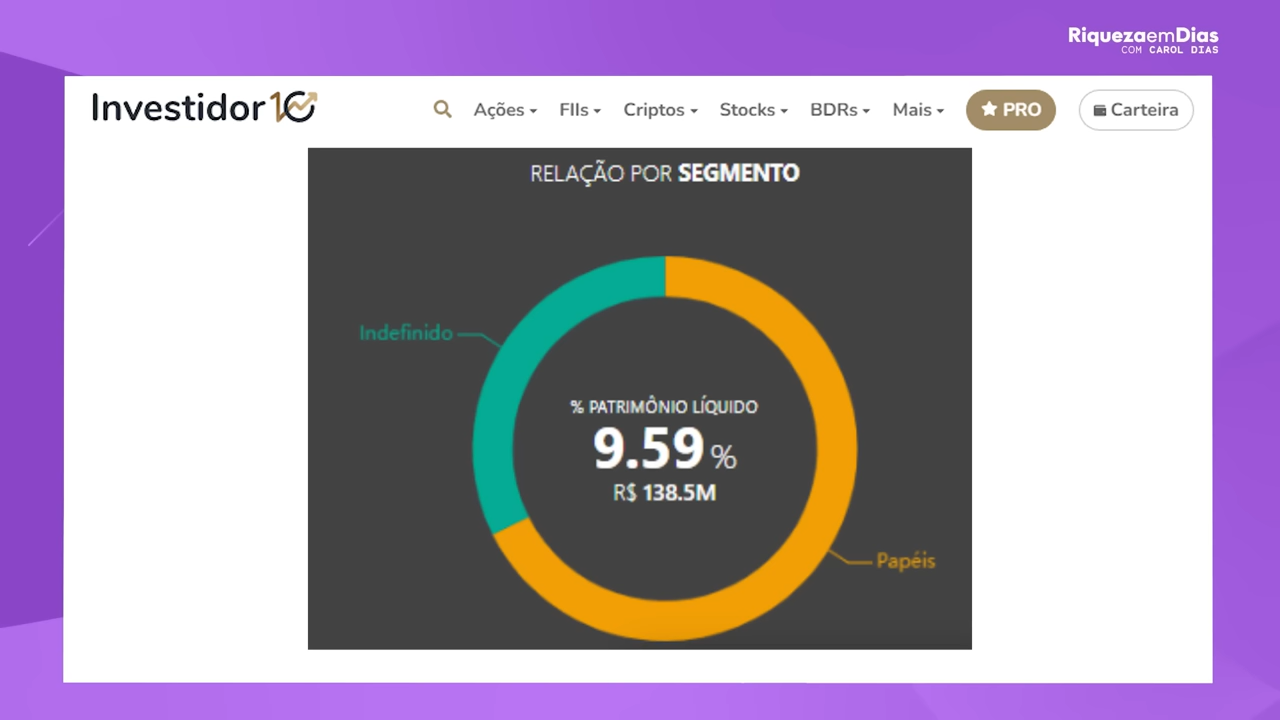 RiquezaemDias
COM CAROL DIAS
Investidor10
Ações FIIs Criptos Stocks BDRs Mais PRO Carteira
RELAÇÃO POR SEGMENTO
Indefinido
% PATRIMÔNIO LÍQUIDO
9.59 %
R$ 138.5M
Papéis